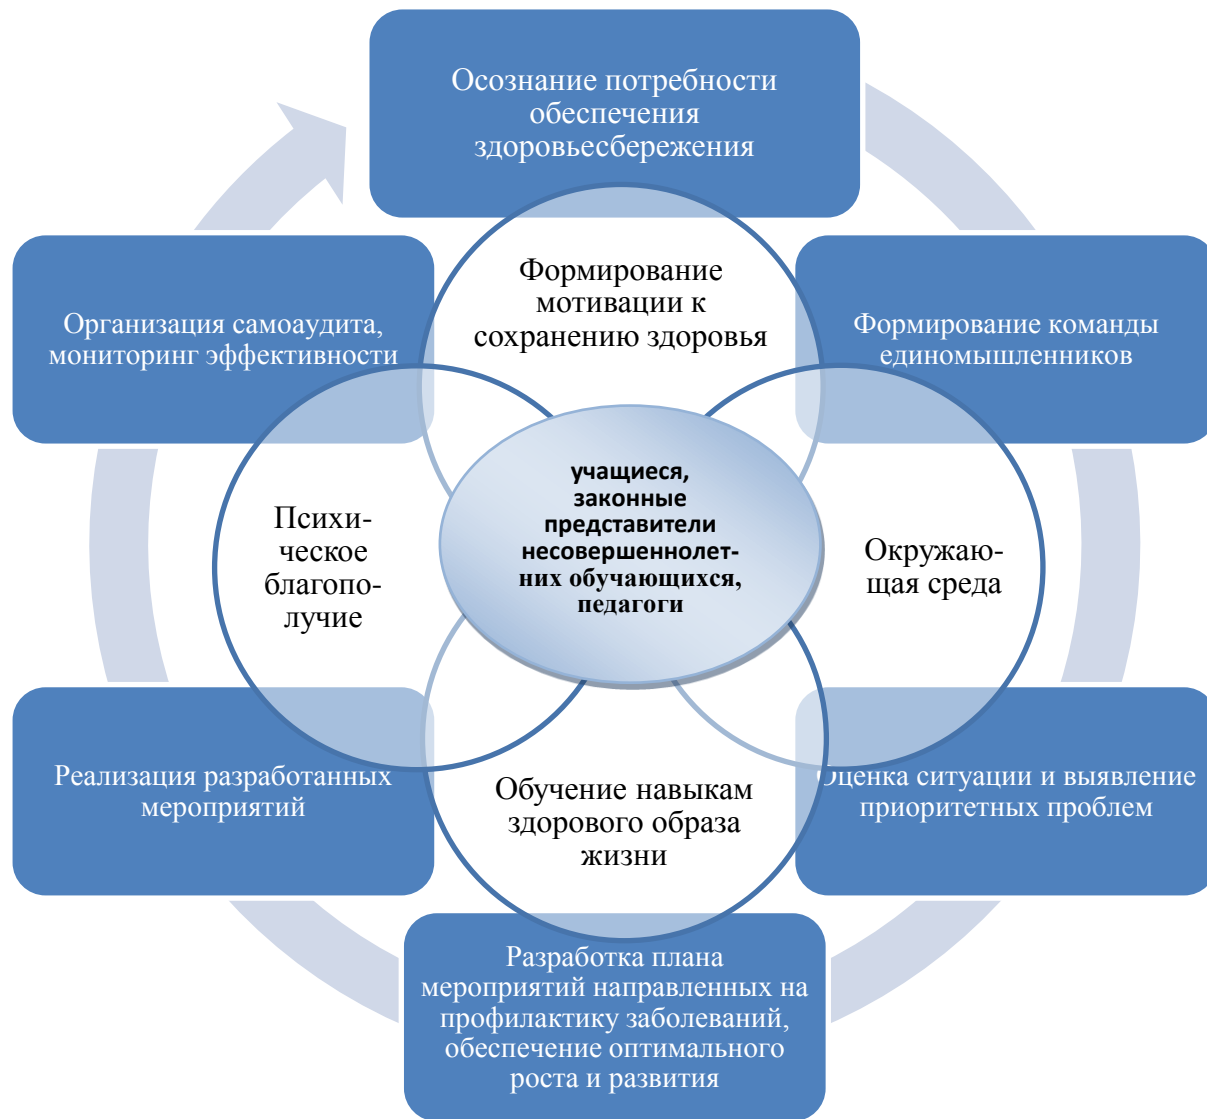 Осознание потребности
обеспечения
здоровьесбережения
Формирование
мотивации к
сохранению здоровья
Организация самоаудита,
мониторинг эффективности
Формирование команды
единомышленников
учащиеся,
законные
представители
несовершеннолет-
них обучающихся,
педагоги
Психи-
ческое
благопо-
лучие
Окружаю-
щая среда
Реализация разработанных
мероприятий
Обучение навыкам
здорового образа
жизни
Оценка ситуации и выявление
приоритетных проблем
Разработка плана
мероприятий направленных на
профилактику заболеваний,
обеспечение оптимального
роста и развития